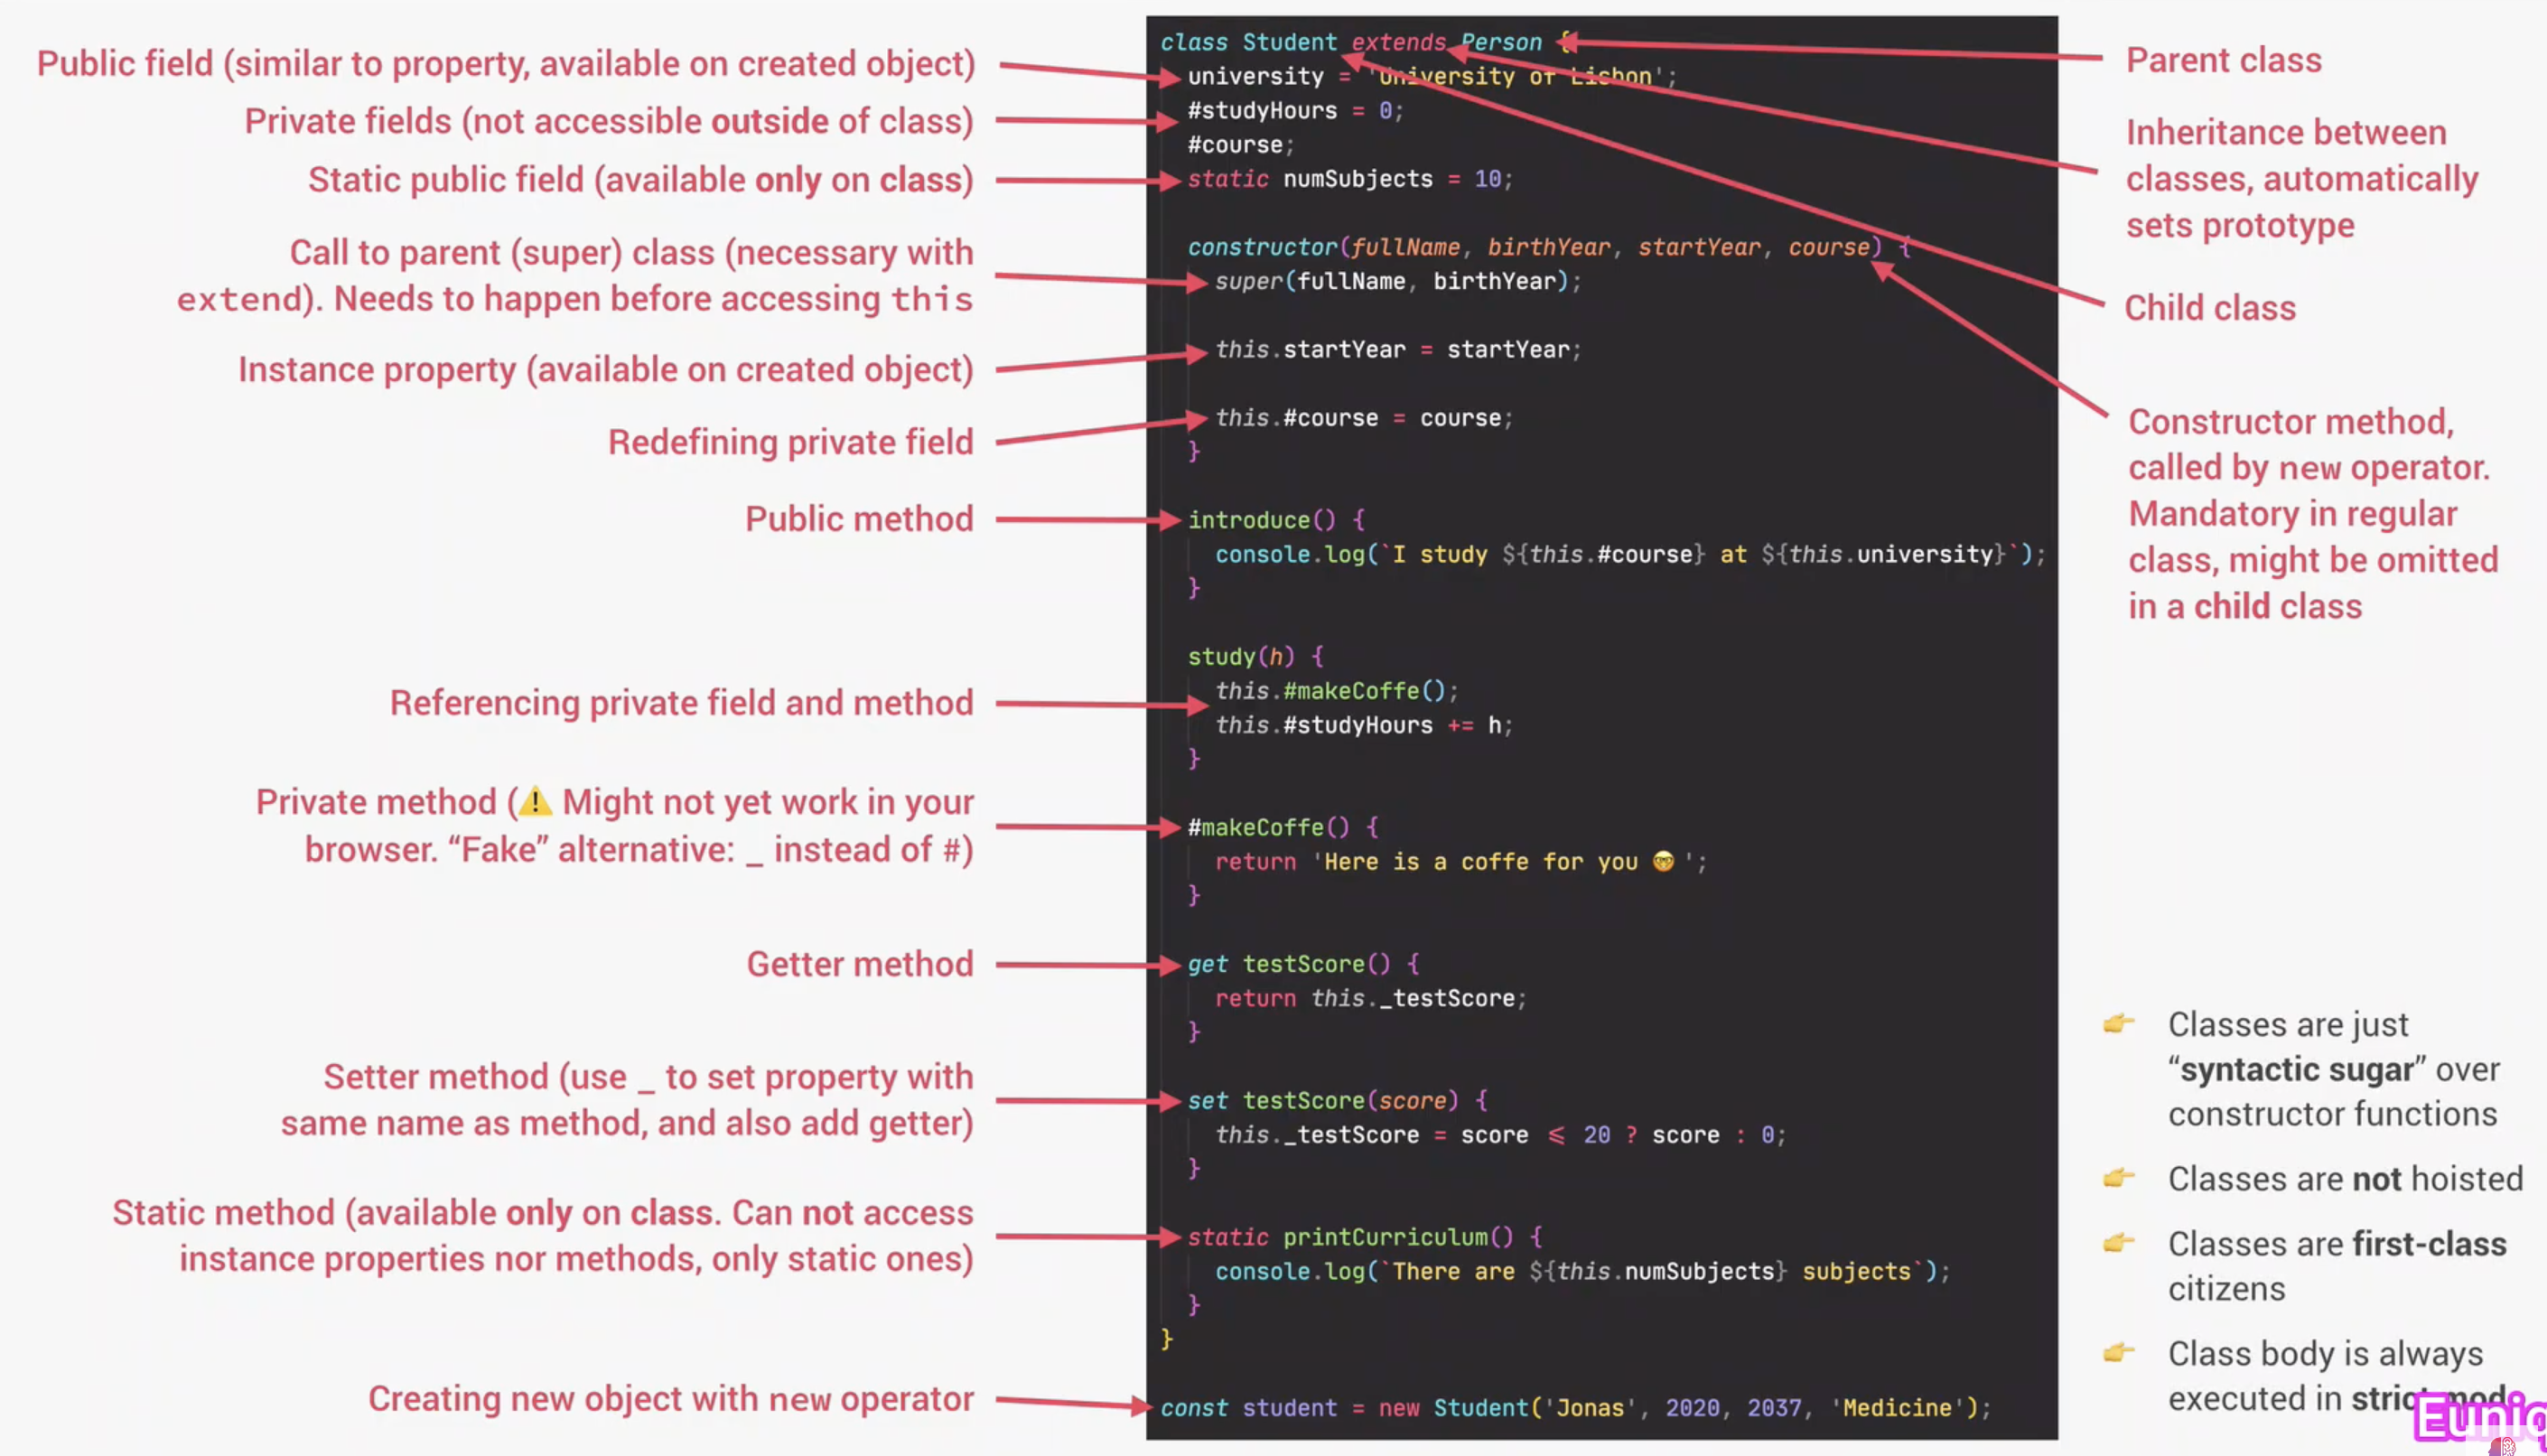 Public field (similar to property, available on created object)
Private fields (not accessible outside of class)
Static public field (available only on class)
Call to parent (super) class (necessary with
extend). Needs to happen before accessing this
Instance property (available on created object)
Redefining private field
Public method
Referencing private field and method
Private method (⚠️ Might not yet work in your
browser. “Fake” alternative: _ instead of #)
Getter method
Setter method (use _ to set property with
same name as method, and also add getter)
Static method (available only on class. Can not access
instance properties nor methods, only static ones)
Creating new object with new operator
class Student extends Person {
university = 'University of Lisbon';
#studyHours = 0;
#course;
static numSubjects = 10;
constructor(fullName, birthYear, startYear, course) {
super(fullName, birthYear);
this.startYear = startYear;
this.#course = course;
}
introduce() {
console.log(`I study ${this.#course} at ${this.university}`);
}
study(h) {
this.#makeCoffe();
this.#studyHours += h;
}
#makeCoffe() {
return 'Here is a coffe for you 🤓 ';
}
get testScore() {
return this._testScore;
}
set testScore(score) {
this._testScore = score ⩽ 20 ? score : 0;
}
static printCurriculum() {
console.log(`There are ${this.numSubjects} subjects`);
}
}
const student = new Student('Jonas', 2020, 2037, 'Medicine');
Parent class
Inheritance between
classes, automatically
sets prototype
Child class
Constructor method,
called by new operator.
Mandatory in regular
class, might be omitted
in a child class
👉 Classes are just
“syntactic sugar” over
constructor functions
👉 Classes are not hoisted
👉 Classes are first-class
citizens
👉 Class body is always
executed in